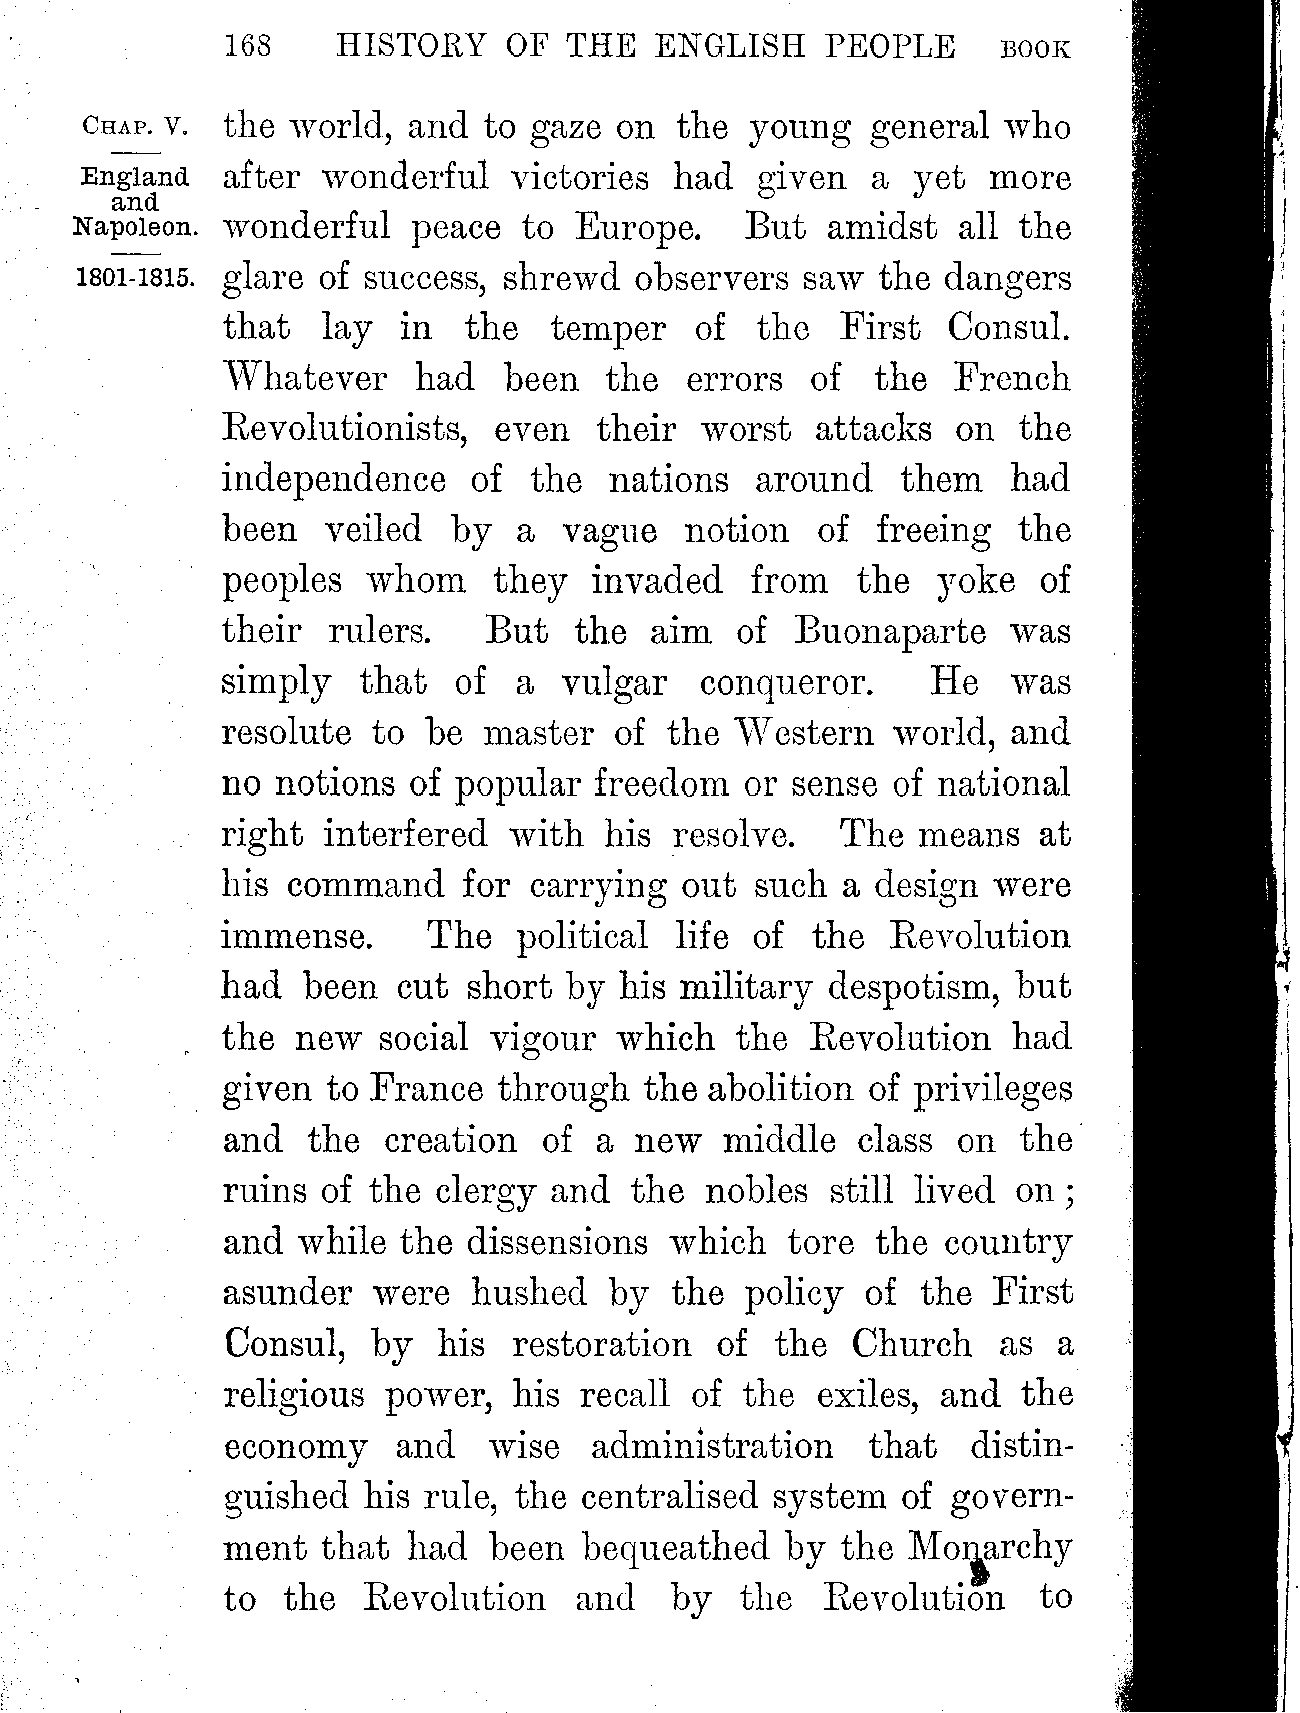 168 HISTORY OF THE ENGLISH PEOPLE BOOK
CHAP. V.
England
and
Napoleon.
1801-1815.
the world, and to gaze on the young general who
after wonderful victories had given a yet more
wonderful peace to Europe. But amidst all the
glare of success, shrewd observers saw the dangers
that lay in the temper of the First Consul.
Whatever had been the errors of the French
Revolutionists, even their worst attacks on the
independence of the nations around them had
been veiled by a vague notion of freeing the
peoples whom they invaded from the yoke of
their rulers. But the aim of Buonaparte was
simply that of a vulgar conqueror. He was
resolute to be master of the Western world, and
no notions of popular freedom or sense of national
right interfered with his resolve. The means at
his command for carrying out such a design were
immense. The political life of the Revolution
had been cut short by his military despotism, but
the new social vigour which the Revolution had
given to France through the abolition of privileges
and the creation of a new middle class on the
ruins of the clergy and the nobles still lived on ;
and while the dissensions which tore the country
asunder were hushed by the policy of the First
Consul, by his restoration of the Church as a
religious power, his recall of the exiles, and the
economy and wise administration that distin-
guished his rule, the centralised system of govern-
ment that had been bequeathed by the Monarchy
to the Revolution and by the Revolution to